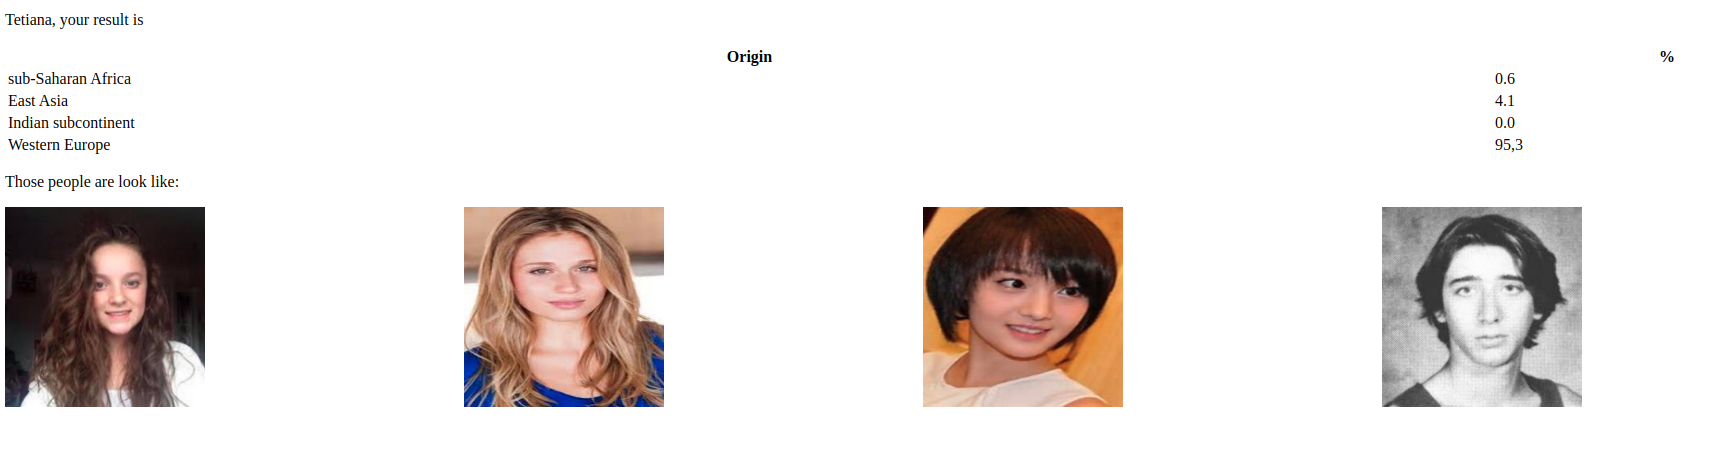 Tetiana, your result is
Origin %
sub-Saharan Africa 0.6
East Asia 4.1
Indian subcontinent 0.0
Western Europe 95,3
Those people are look like: